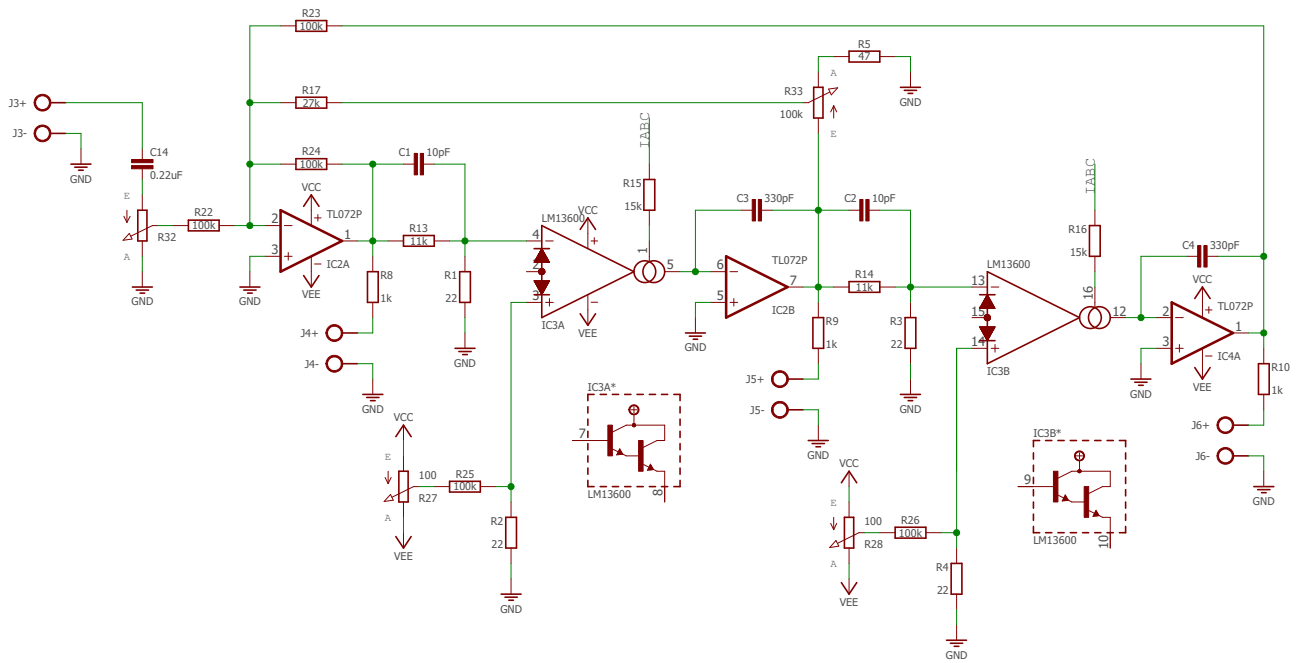 R23
100k
R5
47
A
R33
100k
E
GND
R17
27k
J3+
J3-
GND
C14
0.22uF
E
A
R32
GND
R22
100k
R24
100k
C1
10pF
VCC
TL072P
2
3
1
IC2A
VEE
GND
R13
11k
R8
1k
R1
22
GND
J4+
J4-
GND
IABC
R15
15k
LM13600
VCC
4
2
3
1
5
IC3A
VEE
C3
330pF
C2
10pF
TL072P
6
5
7
IC2B
GND
R14
11k
R9
1k
R3
22
GND
J5+
J5-
GND
IABC
R16
15k
LM13600
13
15
14
16
12
IC3B
C4
330pF
VCC
TL072P
2
3
1
IC4A
VEE
GND
R10
1k
J6+
J6-
GND
IC3A*
7
8
LM13600
IC3B*
9
10
LM13600
VCC
E
100
A
R27
VEE
R25
100k
R2
22
GND
VCC
E
100
A
R28
VEE
R26
100k
R4
22
GND